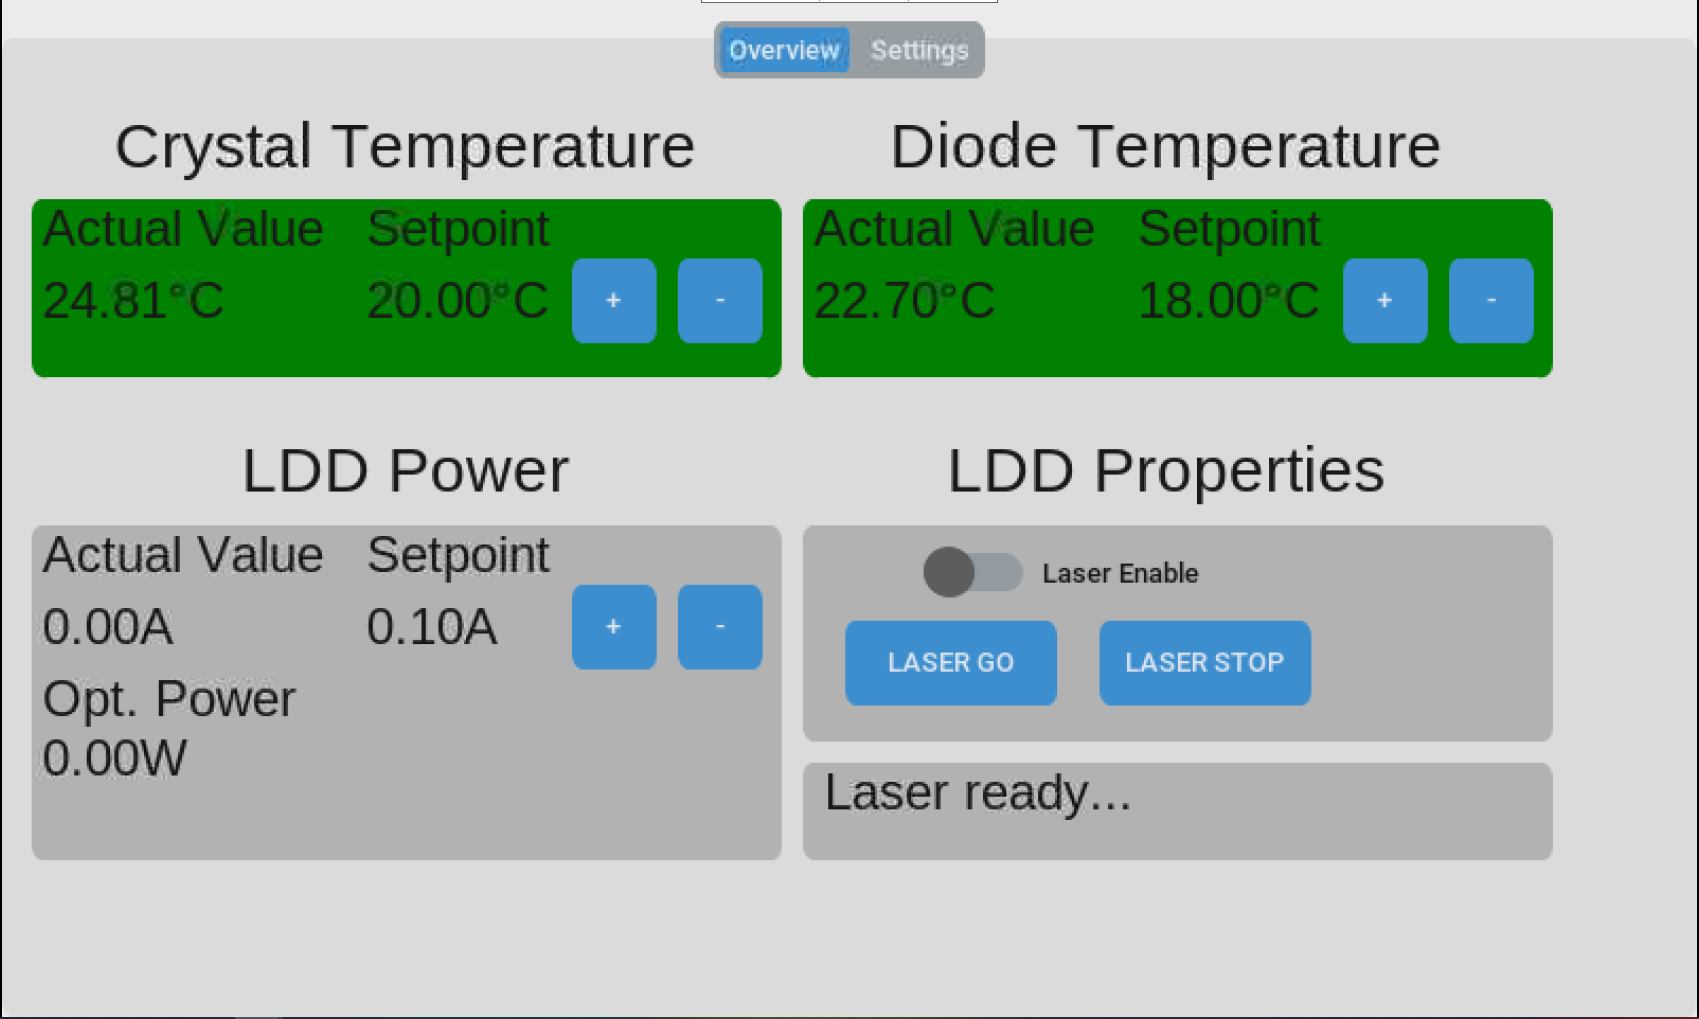 Overview Settings
Crystal Temperature
Actual Value Setpoint
24.81°C 20.00°C + -
Diode Temperature
Actual Value Setpoint
22.70°C 18.00°C + -
LDD Power
Actual Value Setpoint
0.00A 0.10A + -
Opt. Power
0.00W
LDD Properties
Laser Enable
LASER GO LASER STOP
Laser ready...